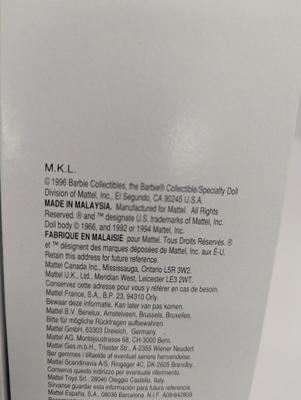 M.K.L.
© 1996 Barbie Collectibles, the Barbie® Collectible/Specialty Doll
Division of Mattel, Inc., El Segundo, CA 90245 U.S.A.
MADE IN MALAYSIA. Manufactured for Mattel. All Rights
Reserved. ® and ™ designate U.S. trademarks of Mattel, Inc.
Doll body © 1966, and 1992 or 1994 Mattel, Inc.
FABRIQUÉ EN MALAISIE pour Mattel. Tous Droits Réservés. ®
et ™ désignent des marques déposées de Mattel, Inc. aux É-U.
Retain this address for future reference.
Mattel Canada Inc., Mississauga, Ontario L5R 3W2.
Mattel U.K., Ltd., Meridian West, Leicester LE3 2WT.
Conservez cette adresse pour vous y référer en cas de besoin.
Mattel France, S.A., B.P. 23, 94310 Orly.
Bewaar deze informatie. Kan later van pas komen.
Mattel B.V. Benelux, Amstelveen, Brussels, Bruxelles.
Bitte für mögliche Rückfragen aufbewahren.
Mattel GmbH, 63303 Dreieich, Germany.
Mattel AG, Monbijoustrasse 68, CH-3000 Bern.
Mattel Ges.m.b.H., Triester Str., A-2355 Wiener Neudorf.
Bør gemmes i tilfælde af eventuel senere henvendelse.
Mattel Scandinavia A/S, Ringager 4C, DK-2605 Brøndby.
Conserva questo indirizzo per eventuale riferimento.
Mattel Toys Srl., 28040 Oleggio Castello, Italy.
Sirvanse guardar esta información para futura referencia.
Mattel España, S.A., 08036 Barcelona. N.I.F. A08-842809